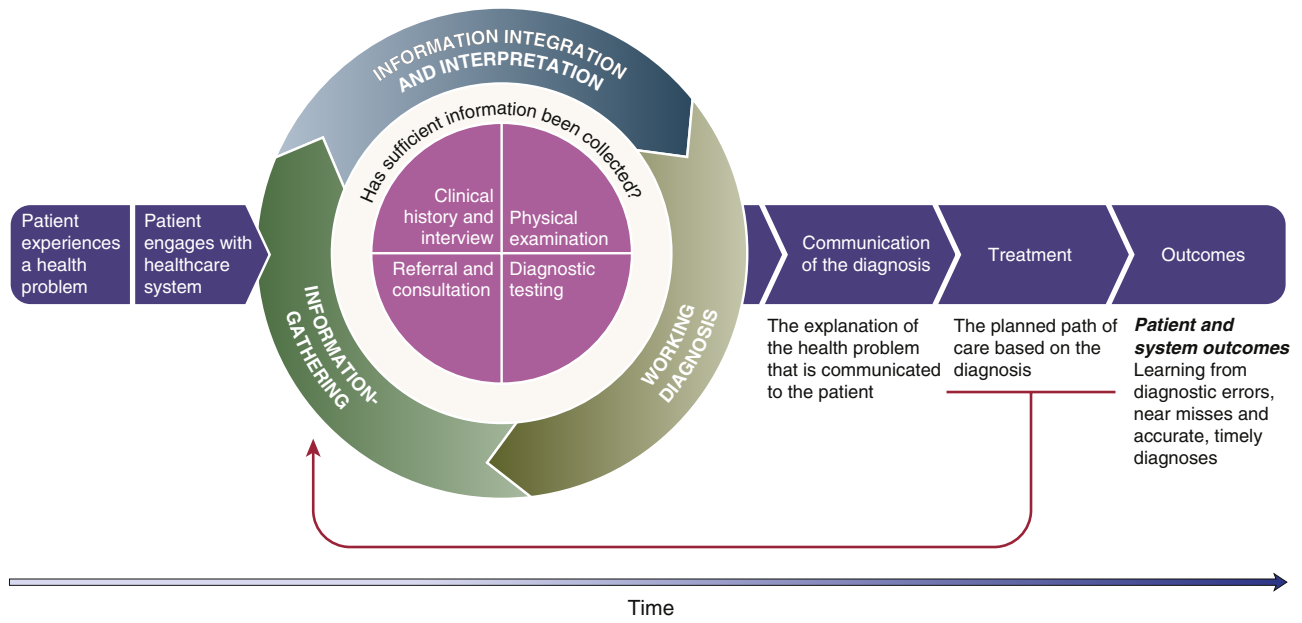 INFORMATION INTEGRATION
AND INTERPRETATION
Has sufficient information been collected?
Clinical
history and
interview
Physical
examination
Referral and
consultation
Diagnostic
testing
INFORMATION-
GATHERING
WORKING
DIAGNOSIS
Patient
experiences
a health
problem
Patient
engages with
healthcare
system
Communication
of the diagnosis
Treatment
Outcomes
The explanation of
the health problem
that is communicated
to the patient
The planned path of
care based on the
diagnosis
Patient and
system outcomes
Learning from
diagnostic errors,
near misses and
accurate, timely
diagnoses
Time